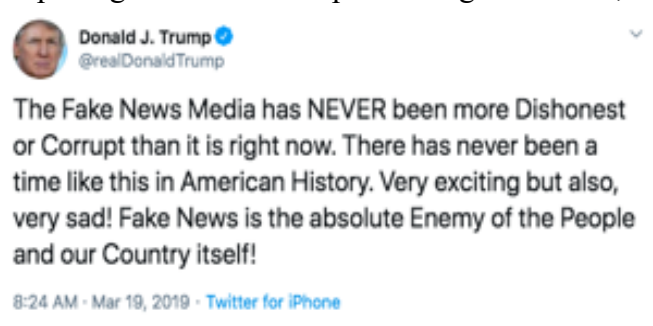 Donald J. Trump
@realDonaldTrump
The Fake News Media has NEVER been more Dishonest
or Corrupt than it is right now. There has never been a
time like this in American History. Very exciting but also,
very sad! Fake News is the absolute Enemy of the People
and our Country itself!
8:24 AM · Mar 19, 2019 · Twitter for iPhone